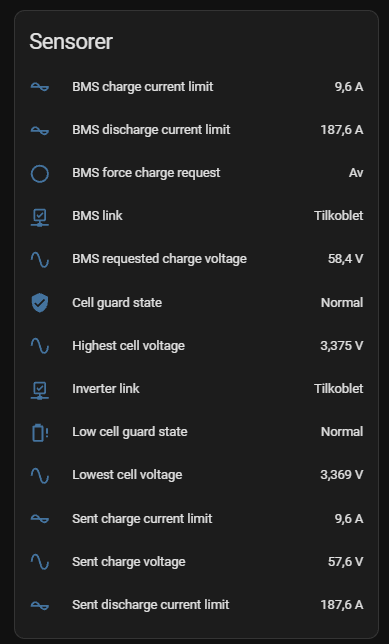 Sensorer
BMS charge current limit 9,6 A
BMS discharge current limit 187,6 A
BMS force charge request Av
BMS link Tilkoblet
BMS requested charge voltage 58,4 V
Cell guard state Normal
Highest cell voltage 3,375 V
Inverter link Tilkoblet
Low cell guard state Normal
Lowest cell voltage 3,369 V
Sent charge current limit 9,6 A
Sent charge voltage 57,6 V
Sent discharge current limit 187,6 A